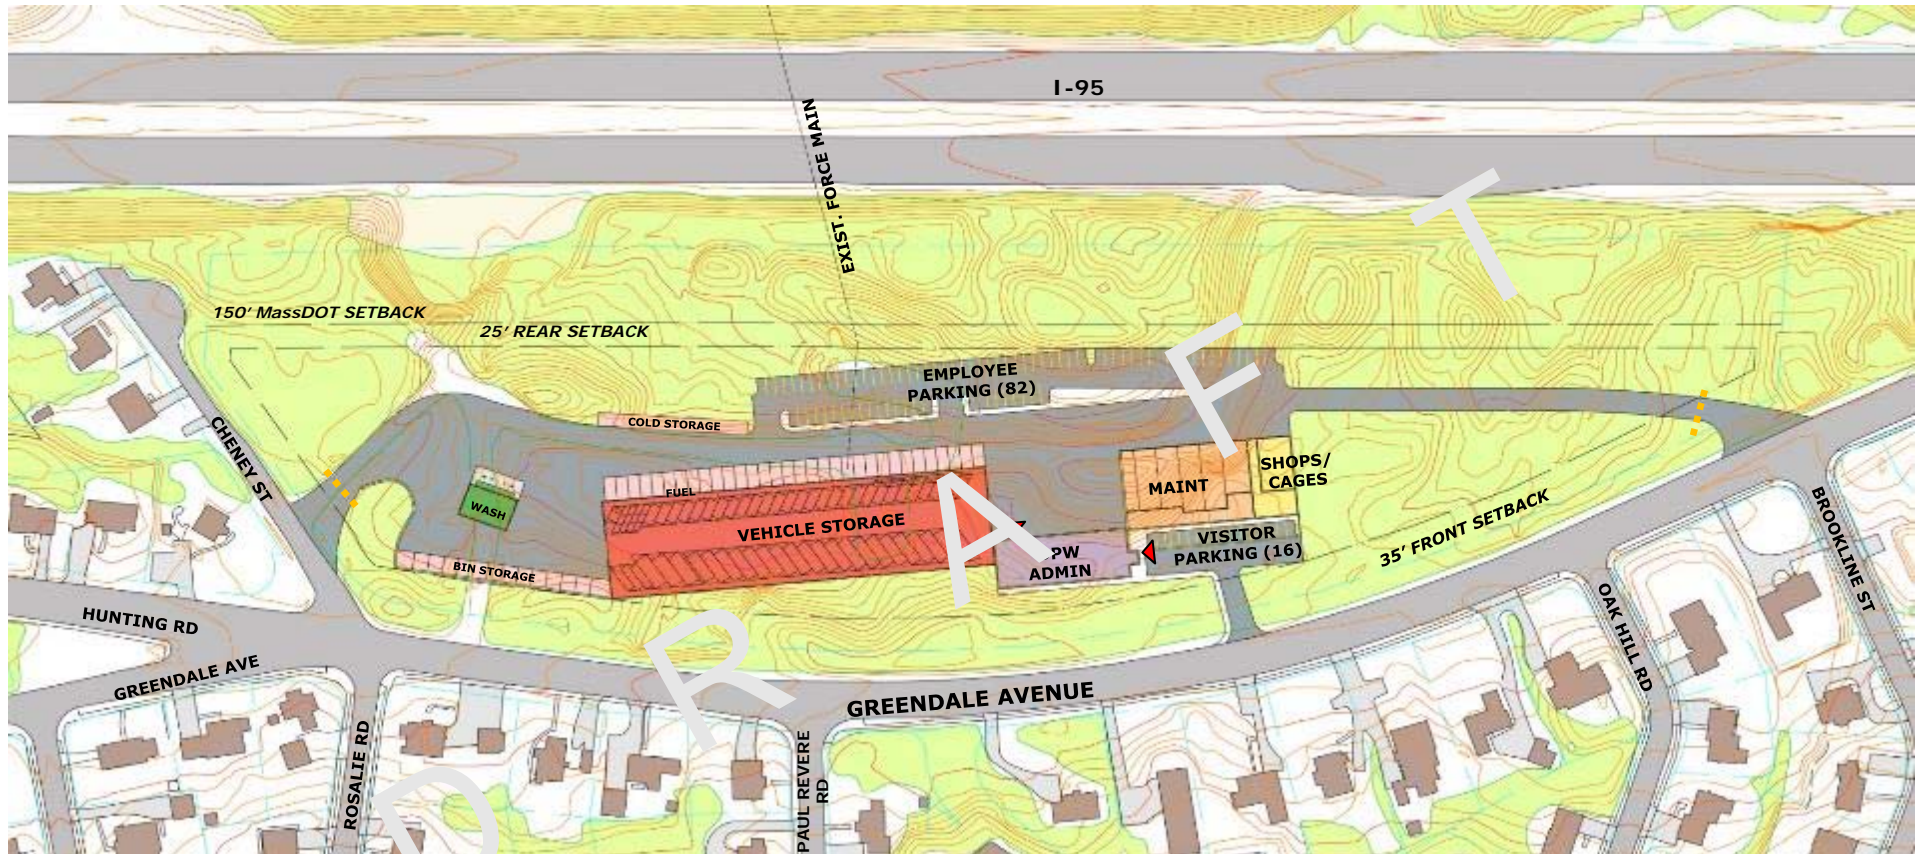 I-95
EXIST. FORCE MAIN
150' MassDOT SETBACK
25' REAR SETBACK
EMPLOYEE
PARKING (82)
COLD STORAGE
CHENEY ST
FUEL
WASH
VEHICLE STORAGE
BIN STORAGE
MAINT
SHOPS/
CAGES
VISITOR
PARKING (16)
PW
ADMIN
35' FRONT SETBACK
BROOKLINE ST
OAK HILL RD
HUNTING RD
GREENDALE AVE
GREENDALE AVENUE
ROSALIE RD
PAUL REVERE
RD
DRAFT